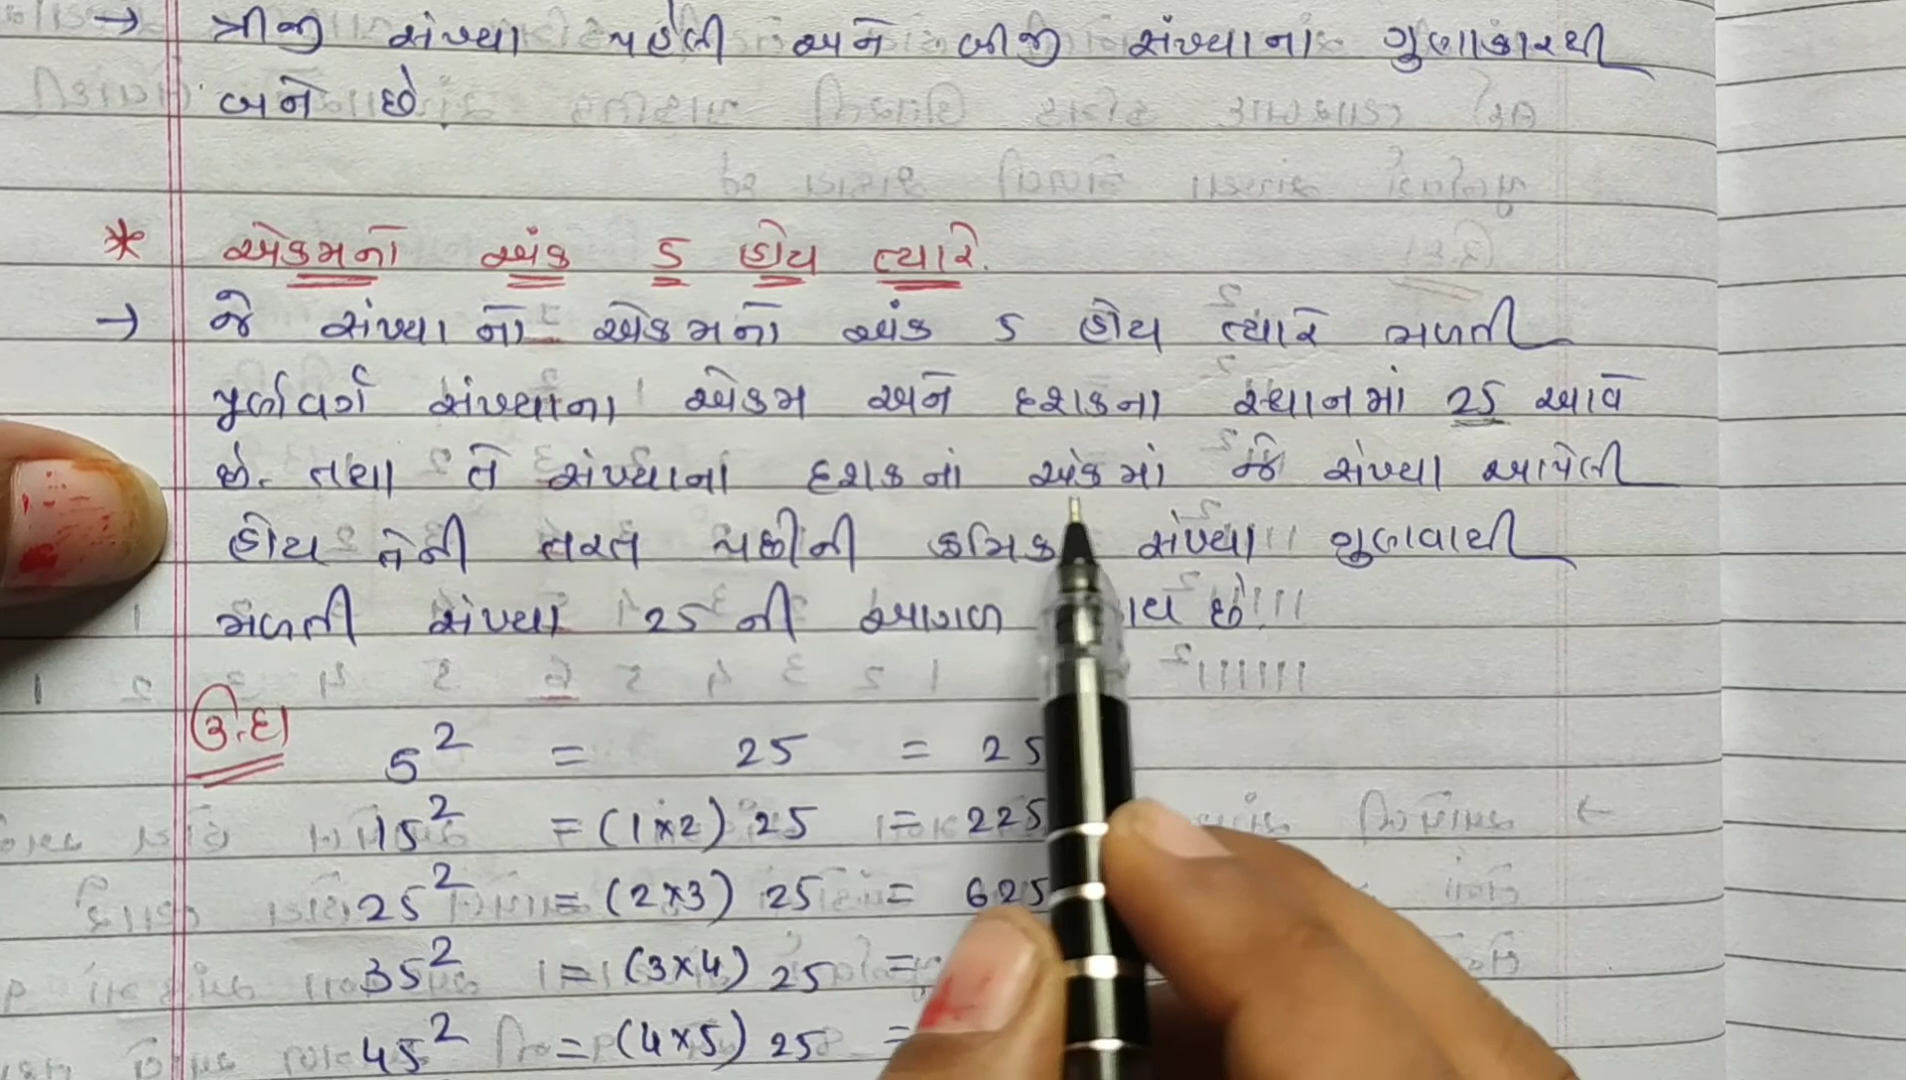 → ત્રીજી સંખ્યા પહેલી અને બીજી સંખ્યાનાં ગુણાકારથી
બને છે.
* એકમનો અંક 5 હોય ત્યારે.
→ જે સંખ્યાનો એકમનો અંક 5 હોય ત્યારે મળતી
પૂર્ણવર્ગ સંખ્યાના એકમ અને દશકના સ્થાનમાં 25 આવે
છે. તથા તે સંખ્યાનાં દશકનાં અંકમાં જે સંખ્યા આપેલી
હોય તેની તરત પછીની ક્રમિક સંખ્યા ગુણવાથી
મળતી સંખ્યા 25 ની આગળ છે.
ઉ.દા
5² = 25 = 25
15² = (1×2) 25 = 225
25² = (2×3) 25 = 625
35² = (3×4) 25 =
45² = (4×5) 25 =